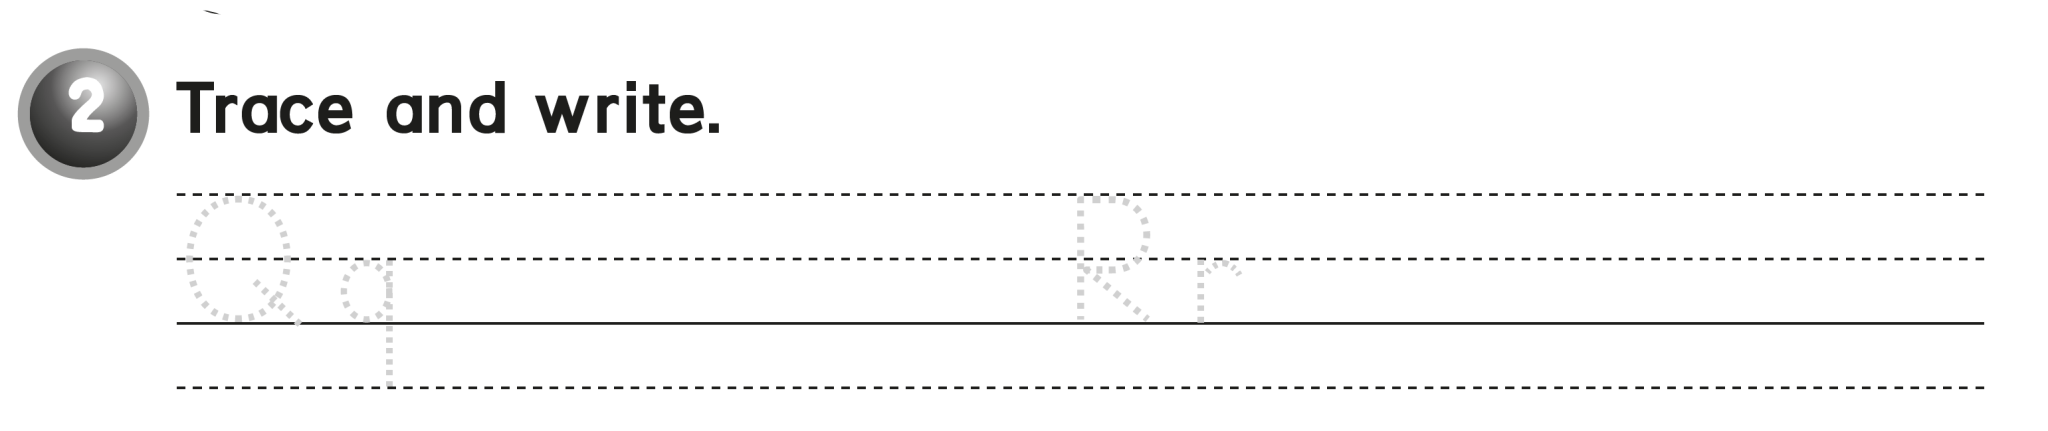 2 Trace and write.
Q q R r